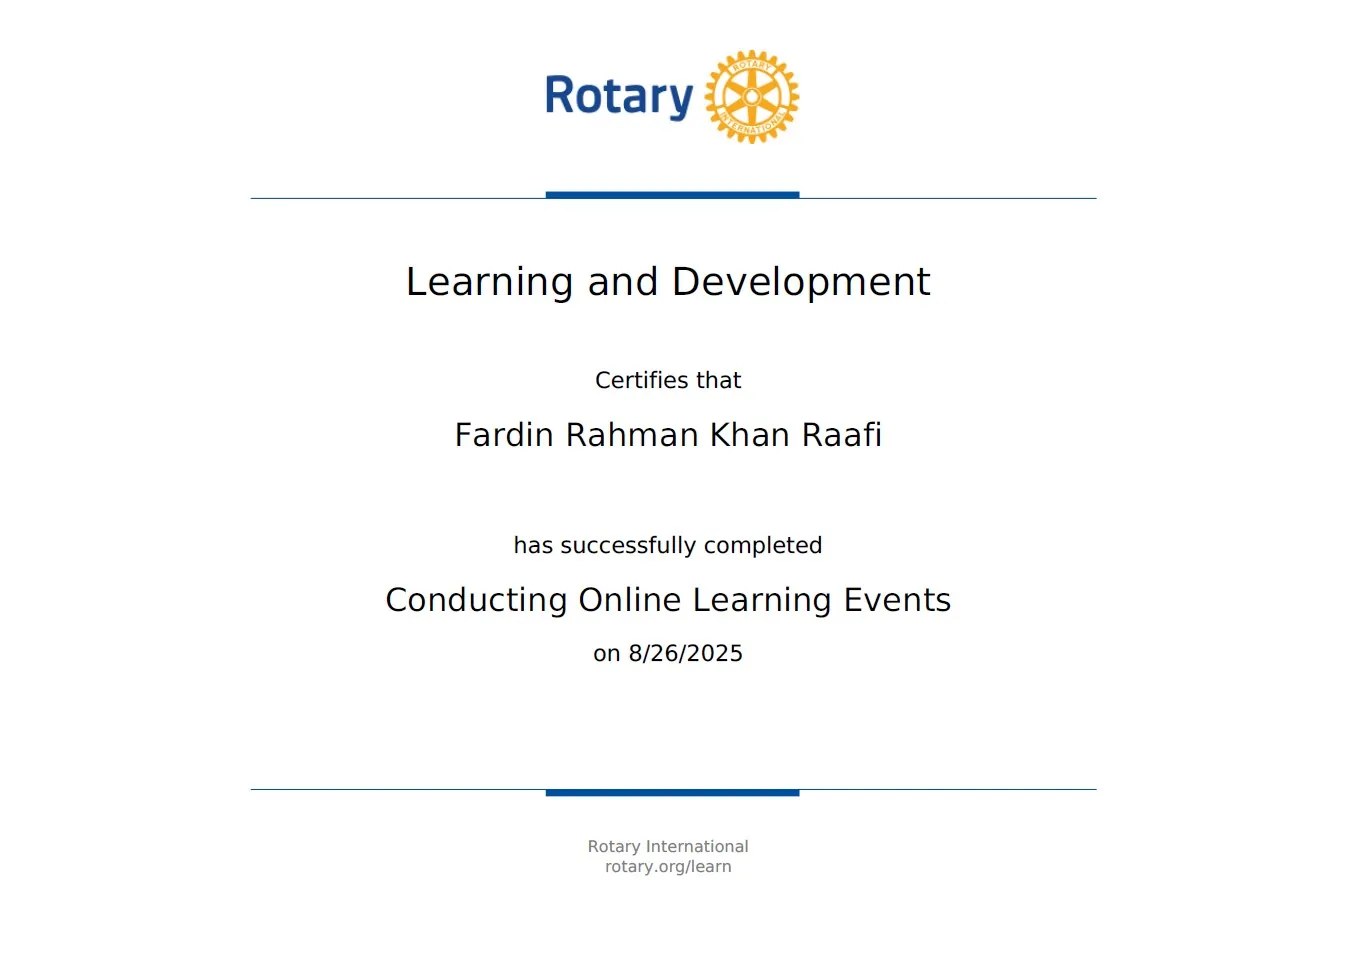 Rotary
ROTARY
INTERNATIONAL
Learning and Development
Certifies that
Fardin Rahman Khan Raafi
has successfully completed
Conducting Online Learning Events
on 8/26/2025
Rotary International
rotary.org/learn